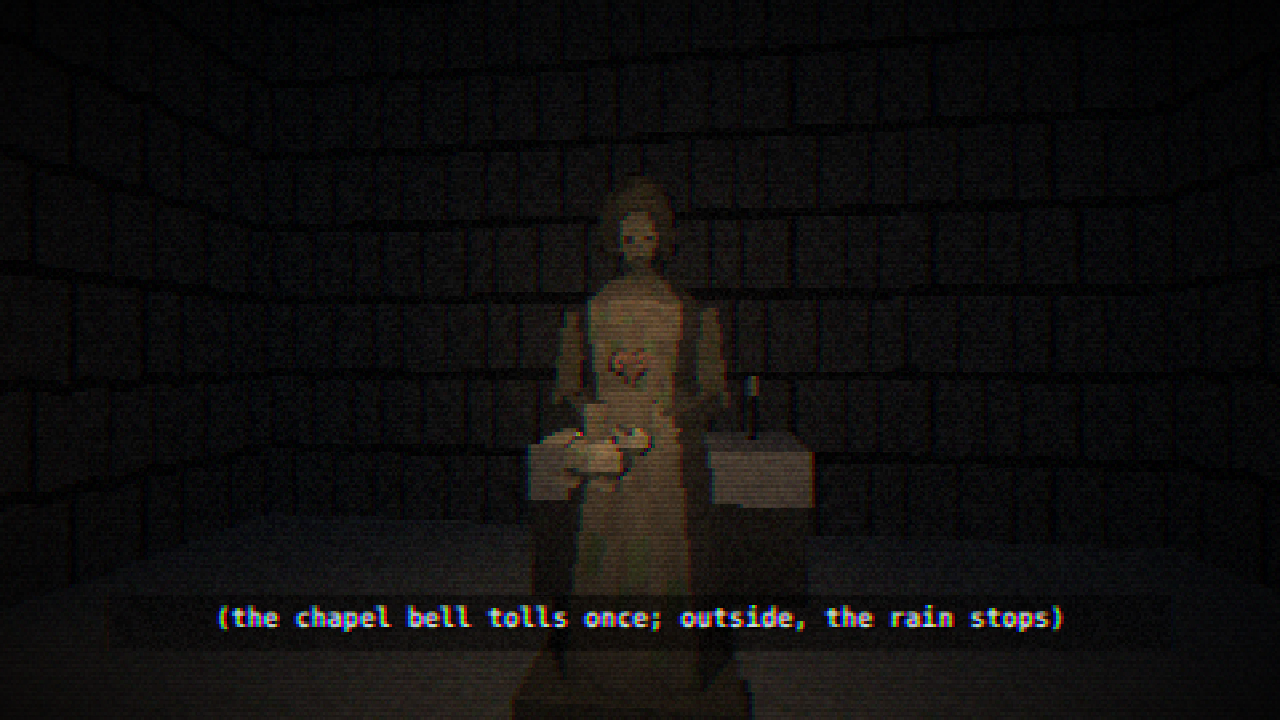 (the chapel bell tolls once; outside, the rain stops)